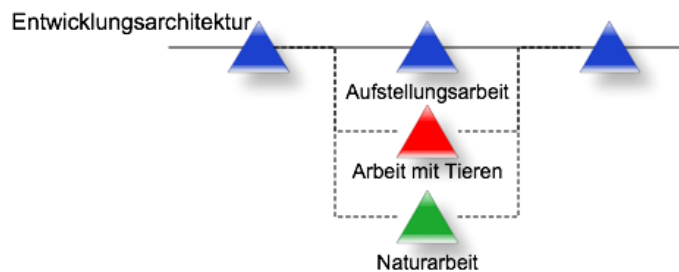 Entwicklungsarchitektur
Aufstellungsarbeit
Arbeit mit Tieren
Naturarbeit